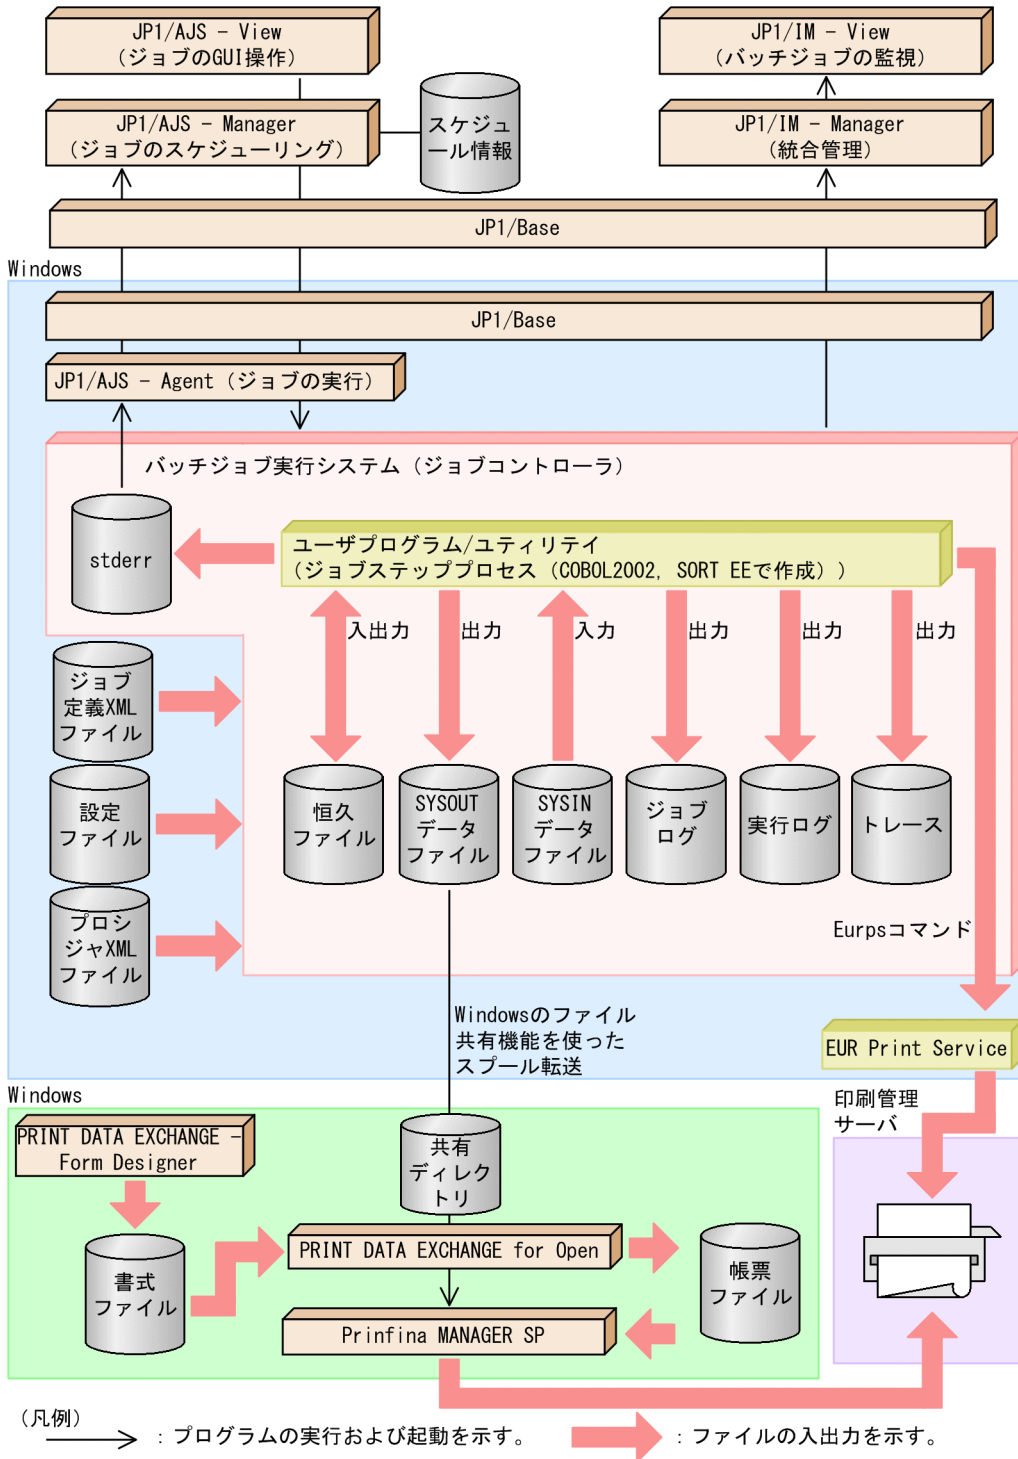 JP1/AJS − View
（ジョブのGUI操作）
JP1/IM − View
（バッチジョブの監視）
JP1/AJS − Manager
（ジョブのスケジューリング）
スケジュ
ール情報
JP1/IM − Manager
（統合管理）
JP1/Base
Windows
JP1/Base
JP1/AJS − Agent（ジョブの実行）
バッチジョブ実行システム（ジョブコントローラ）
stderr
ユーザプログラム/ユティリテイ
（ジョブステッププロセス（COBOL2002, SORT EEで作成））
入出力
出力
入力
出力
出力
出力
ジョブ
定義XML
ファイル
設定
ファイル
プロシ
ジャXML
ファイル
恒久
ファイル
SYSOUT
データ
ファイル
SYSIN
データ
ファイル
ジョブ
ログ
実行ログ
トレース
Eurpsコマンド
Windowsのファイル
共有機能を使った
スプール転送
EUR Print Service
Windows
印刷管理
サーバ
PRINT DATA EXCHANGE −
Form Designer
共有
ディレク
トリ
書式
ファイル
PRINT DATA EXCHANGE for Open
帳票
ファイル
Prinfina MANAGER SP
（凡例）
：プログラムの実行および起動を示す。
：ファイルの入出力を示す。